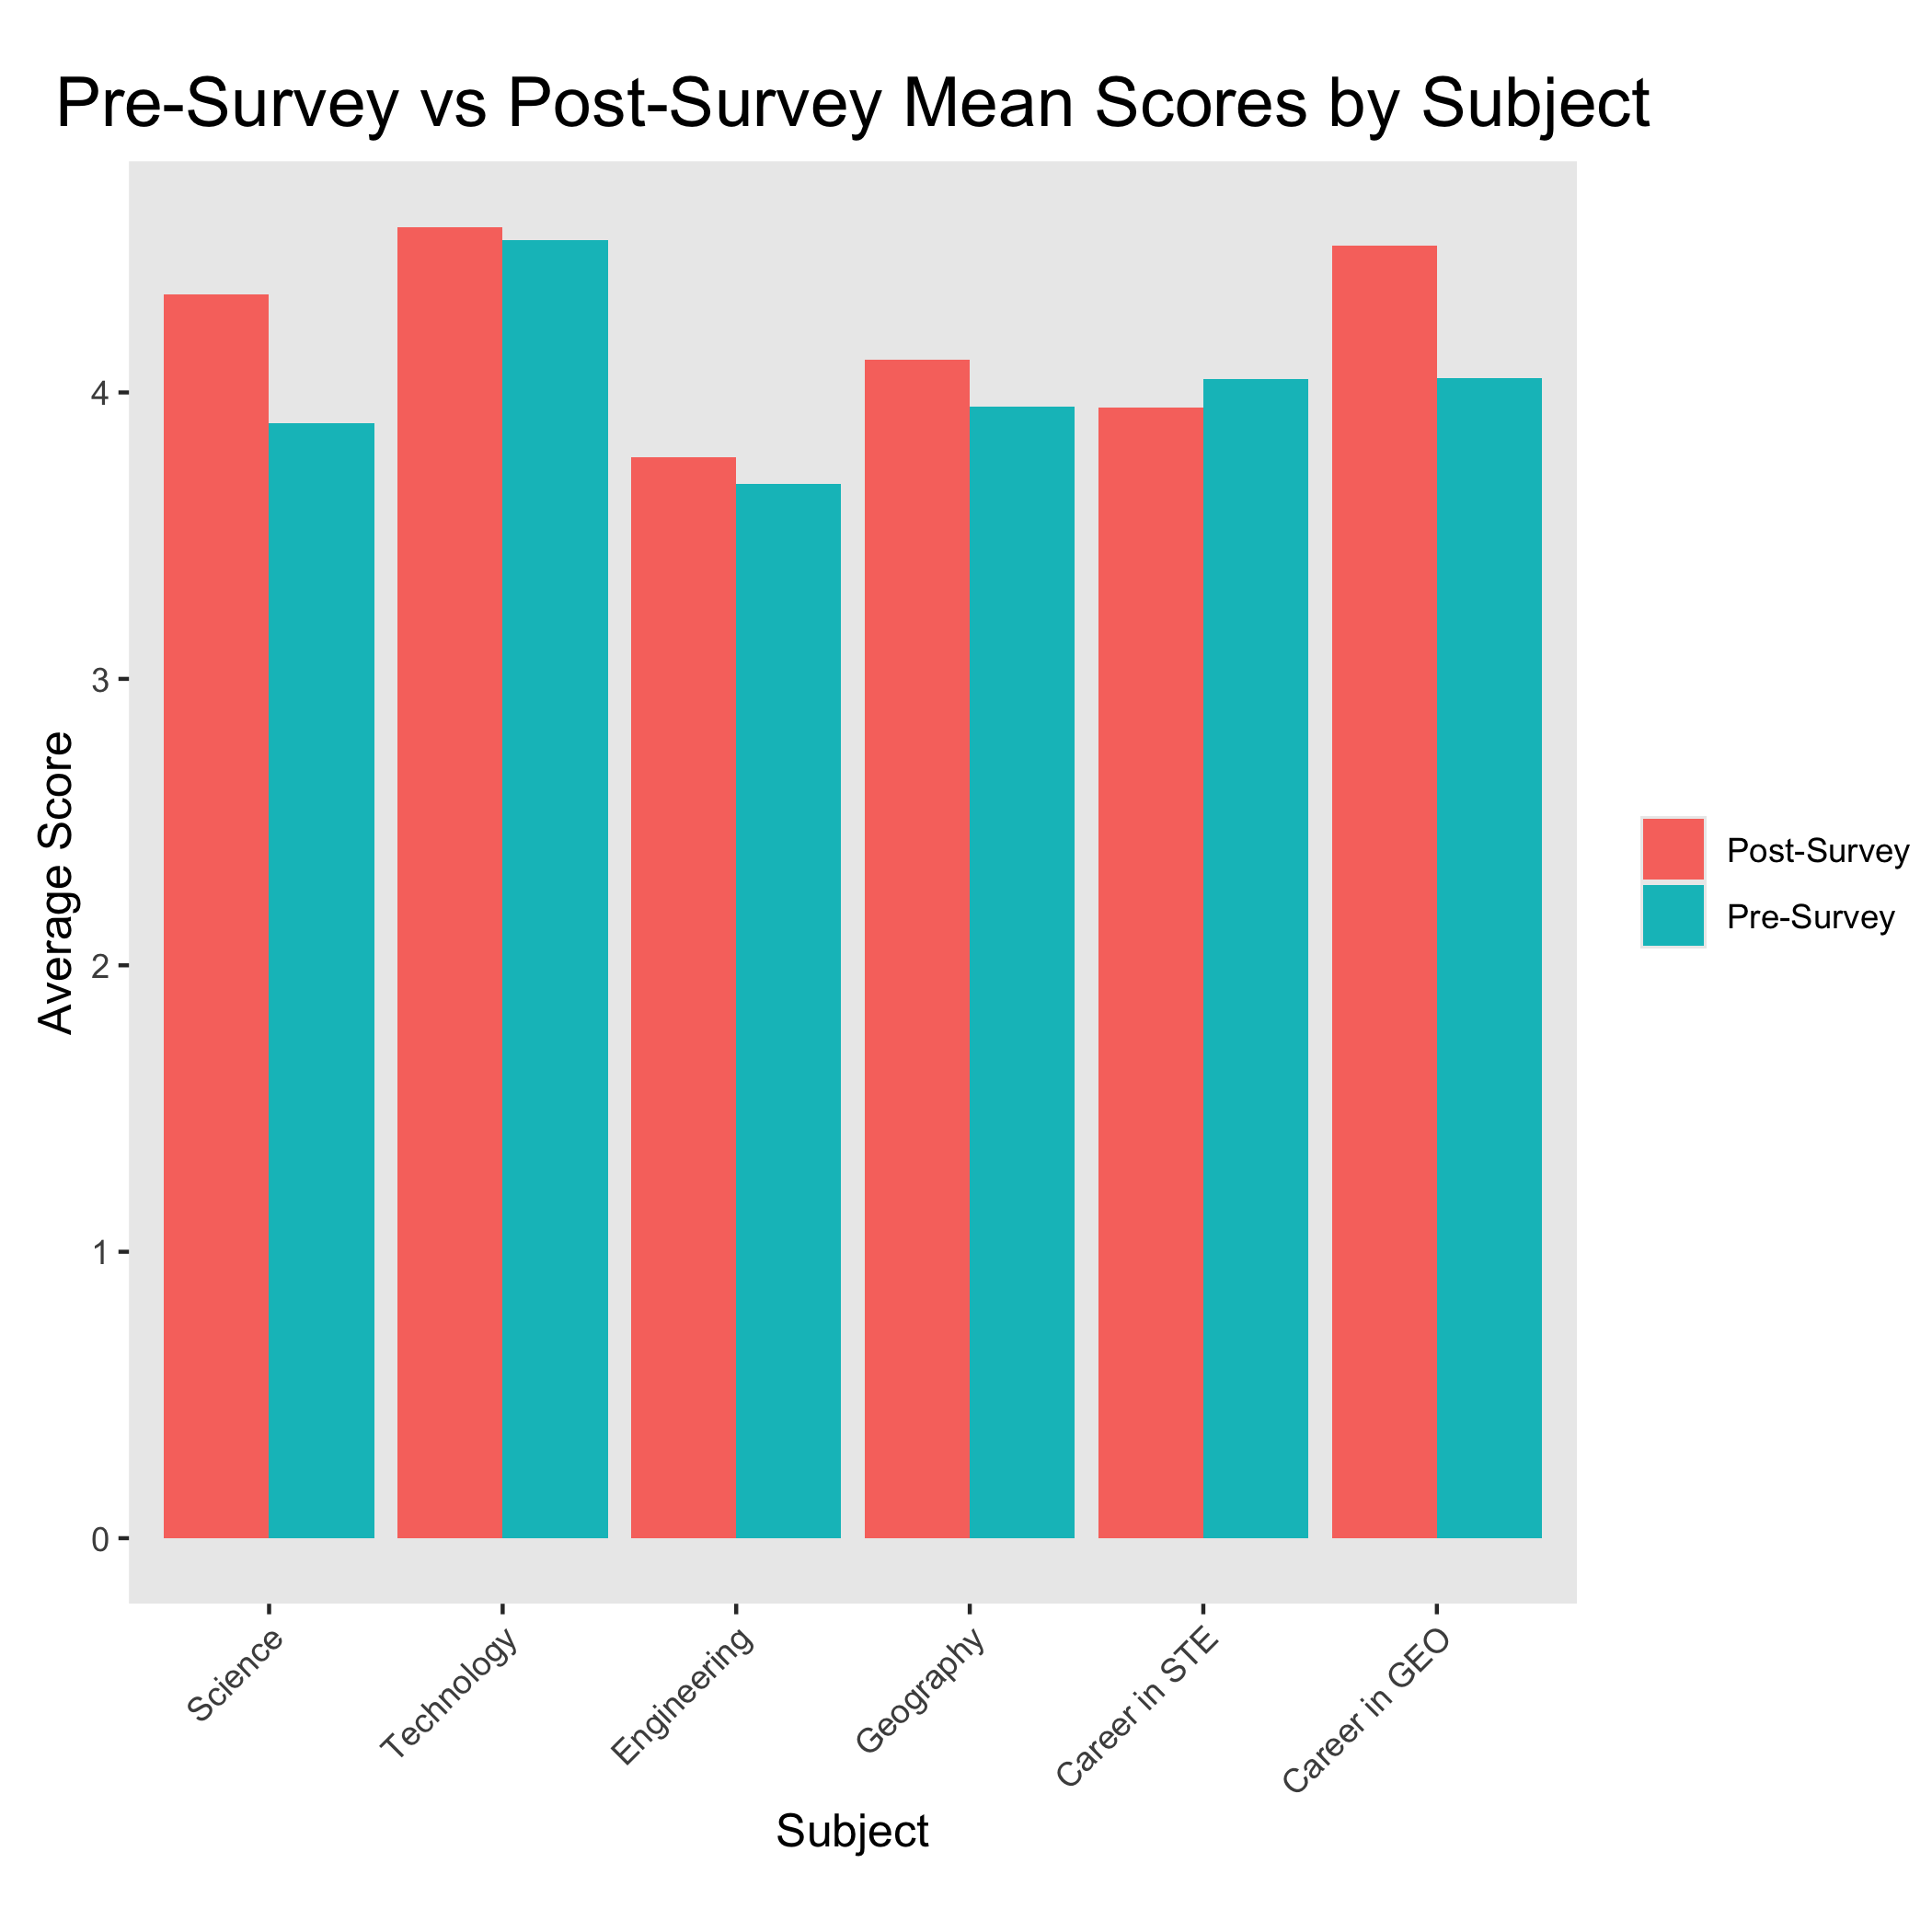 Pre-Survey vs Post-Survey Mean Scores by Subject
Average Score
4
3
2
1
0
Science
Technology
Engineering
Geography
Career in STE
Career in GEO
Subject
Post-Survey
Pre-Survey